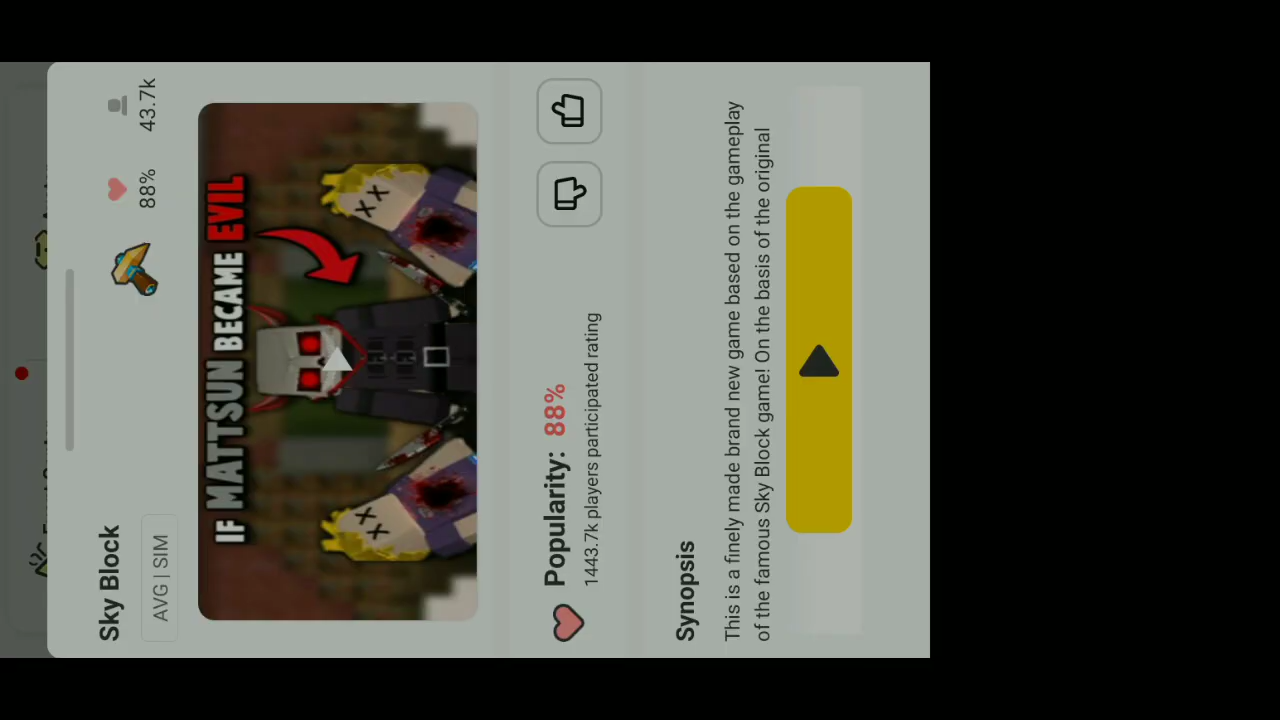 Sky Block
88%
43.7k
AVG | SIM
IF MATTSUN BECAME EVIL
Popularity: 88%
1443.7k players participated rating
Synopsis
This is a finely made brand new game based on the gameplay
of the famous Sky Block game! On the basis of the original